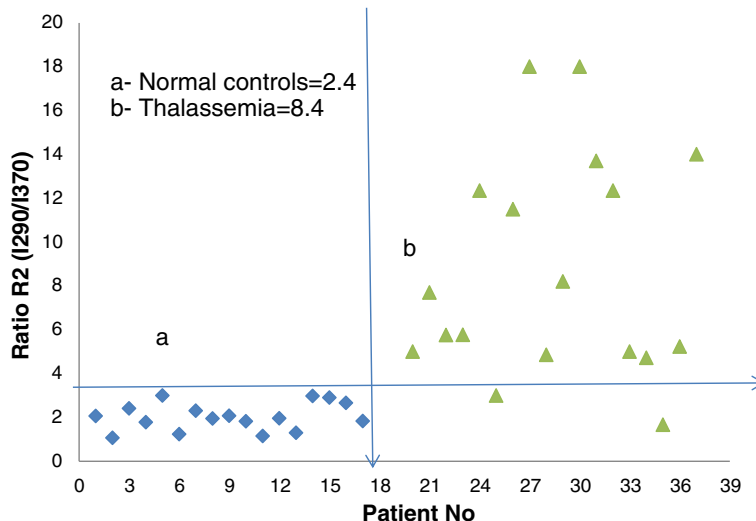 20
18
16
14
12
10
8
6
4
2
0
Ratio R2 (I290/I370)
a- Normal controls=2.4
b- Thalassemia=8.4
b
a
0 3 6 9 12 15 18 21 24 27 30 33 36 39
Patient No